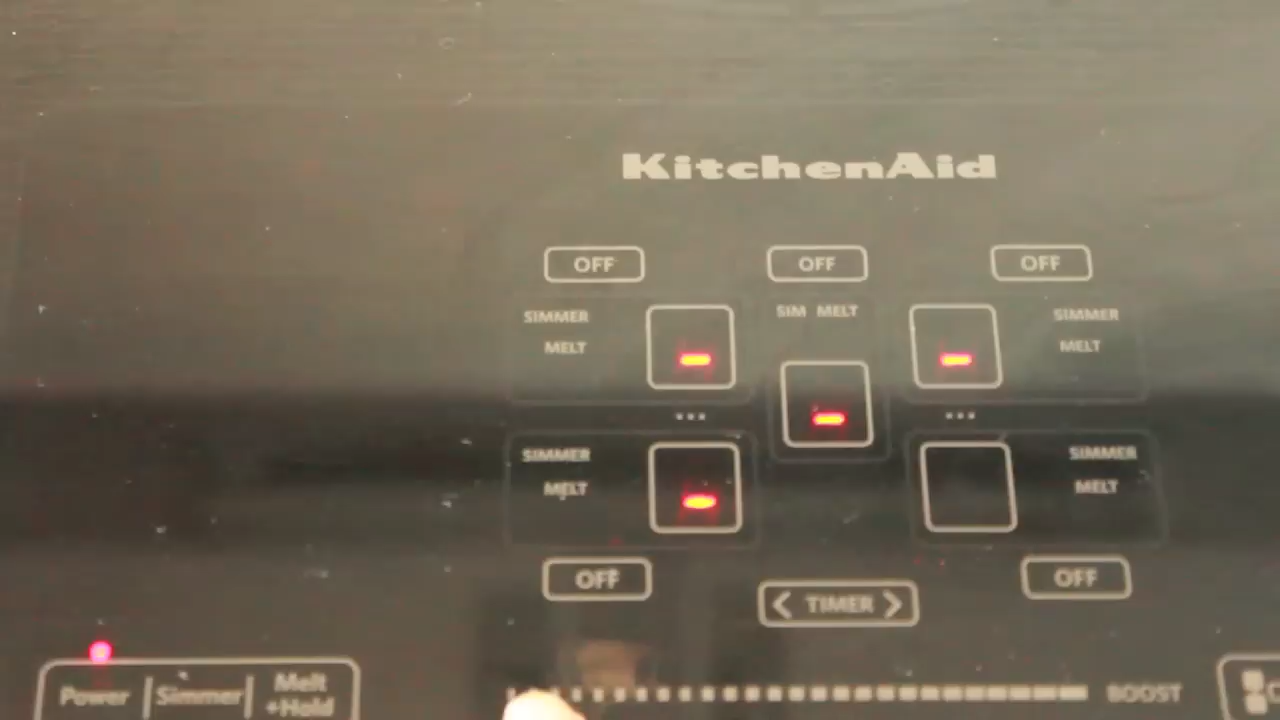 KitchenAid
OFF OFF OFF
SIMMER SIM MELT SIMMER
MELT MELT
SIMMER SIMMER
MELT MELT
OFF OFF
< TIMER >
Power Simmer Melt +Hold
BOOST